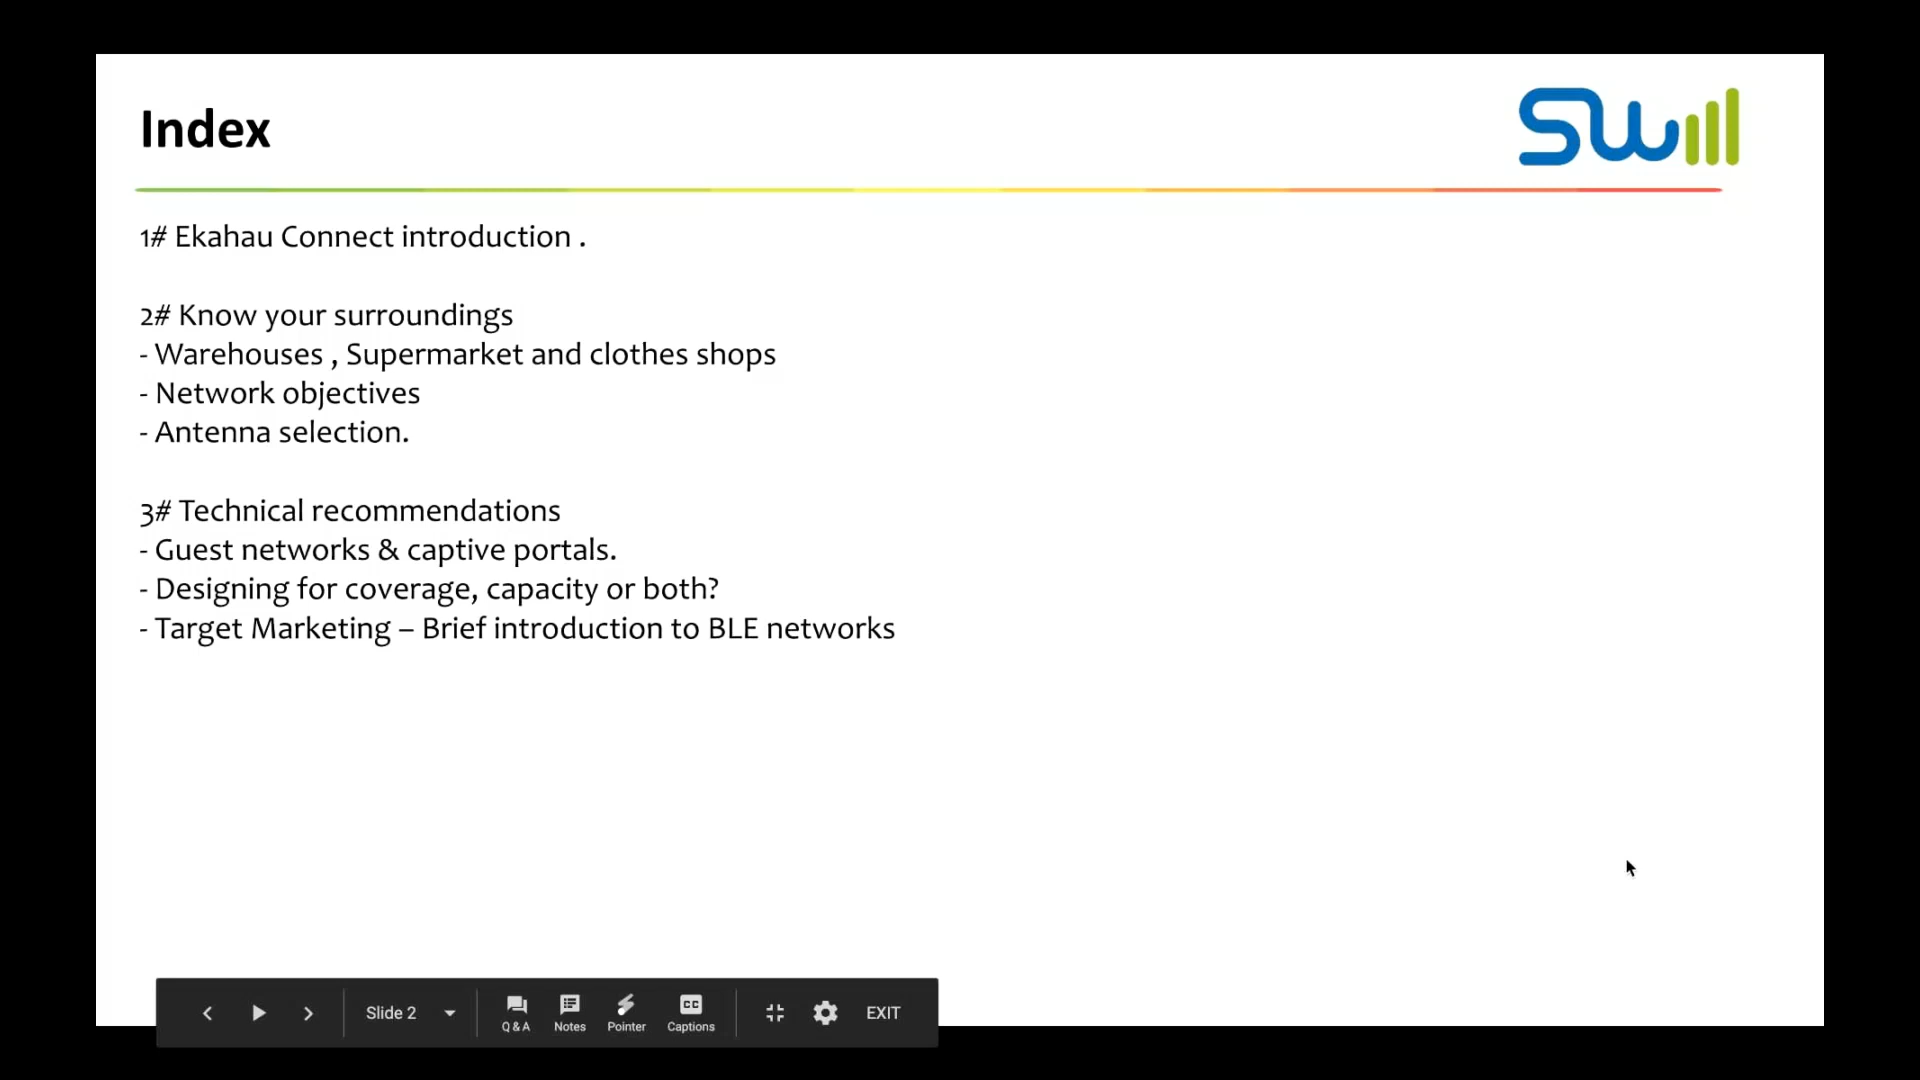 Index
sw
1# Ekahau Connect introduction .
2# Know your surroundings
- Warehouses , Supermarket and clothes shops
- Network objectives
- Antenna selection.
3# Technical recommendations
- Guest networks & captive portals.
- Designing for coverage, capacity or both?
- Target Marketing – Brief introduction to BLE networks
Slide 2
Q & A
Notes
Pointer
CC
Captions
EXIT